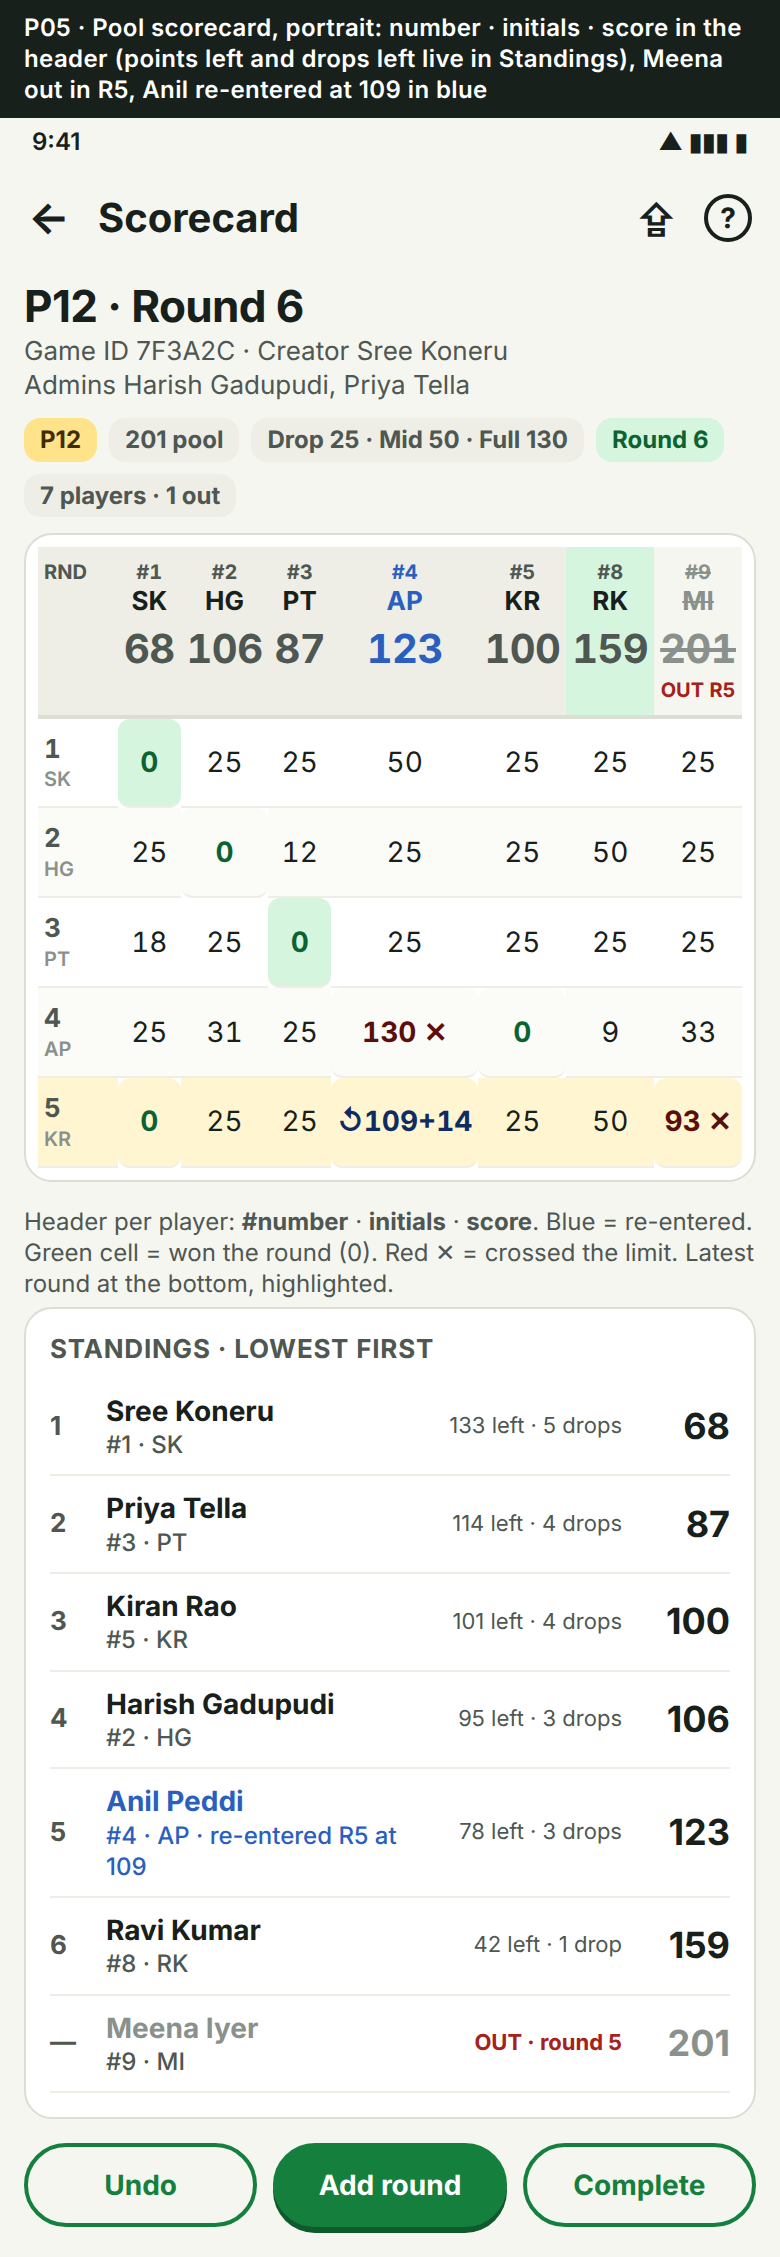 P05 · Pool scorecard, portrait: number · initials · score in the
header (points left and drops left live in Standings), Meena
out in R5, Anil re-entered at 109 in blue
9:41
Scorecard
?
P12 · Round 6
Game ID 7F3A2C · Creator Sree Koneru
Admins Harish Gadupudi, Priya Tella
P12 201 pool Drop 25 · Mid 50 · Full 130 Round 6
7 players · 1 out
RND #1 #2 #3 #4 #5 #8 #9
SK HG PT AP KR RK MI
68 106 87 123 100 159 201
OUT R5
1 0 25 25 50 25 25 25
SK
2 25 0 12 25 25 50 25
HG
3 18 25 0 25 25 25 25
PT
4 25 31 25 130 ✕ 0 9 33
AP
5 0 25 25 ↺109+14 25 50 93 ✕
KR
Header per player: #number · initials · score. Blue = re-entered.
Green cell = won the round (0). Red ✕ = crossed the limit. Latest
round at the bottom, highlighted.
STANDINGS · LOWEST FIRST
1 Sree Koneru 133 left · 5 drops 68
#1 · SK
2 Priya Tella 114 left · 4 drops 87
#3 · PT
3 Kiran Rao 101 left · 4 drops 100
#5 · KR
4 Harish Gadupudi 95 left · 3 drops 106
#2 · HG
5 Anil Peddi 78 left · 3 drops 123
#4 · AP · re-entered R5 at
109
6 Ravi Kumar 42 left · 1 drop 159
#8 · RK
— Meena Iyer OUT · round 5 201
#9 · MI
Undo Add round Complete